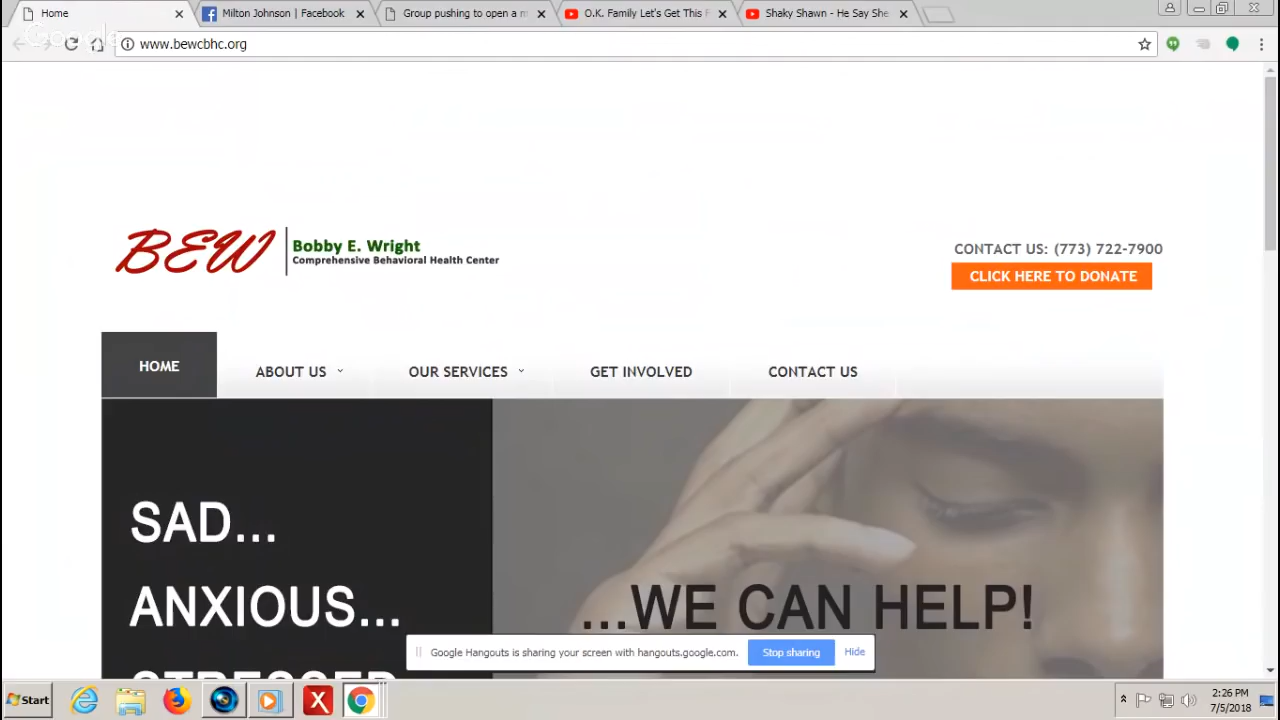 Home
Milton Johnson | Facebook
Group pushing to open a m
O.K. Family Let's Get This F
Shaky Shawn - He Say She
Google
www.bewcbhc.org
BEW
Bobby E. Wright
Comprehensive Behavioral Health Center
CONTACT US: (773) 722-7900
CLICK HERE TO DONATE
HOME
ABOUT US
OUR SERVICES
GET INVOLVED
CONTACT US
SAD...
ANXIOUS...
STRESSED
...WE CAN HELP!
Google Hangouts is sharing your screen with hangouts.google.com.
Stop sharing
Hide
Start
2:26 PM
7/5/2018